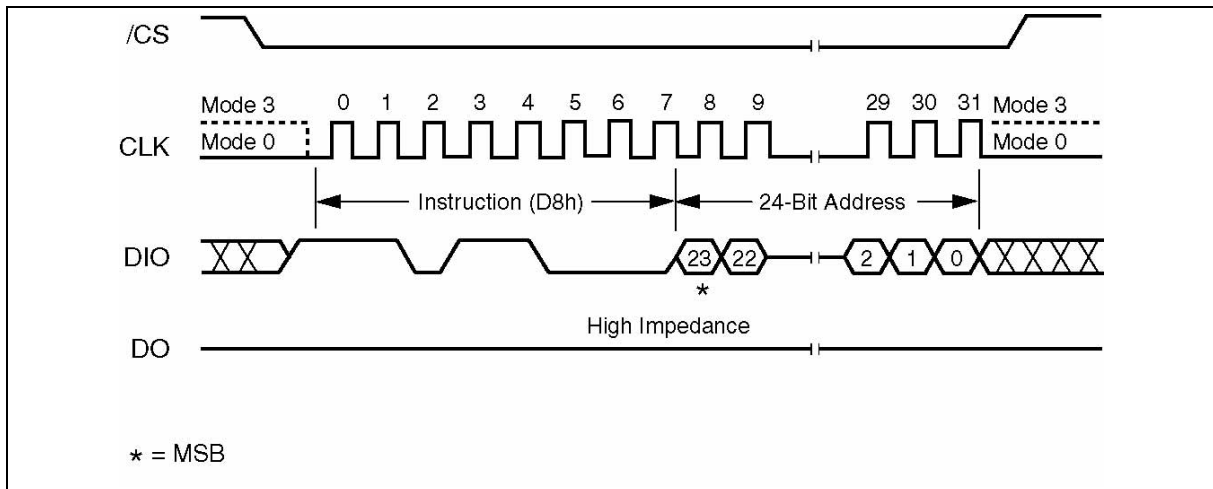 /CS
Mode 3 0 1 2 3 4 5 6 7 8 9 29 30 31 Mode 3
CLK Mode 0 Mode 0
Instruction (D8h) 24-Bit Address
DIO 23 22 2 1 0
*
High Impedance
DO
* = MSB